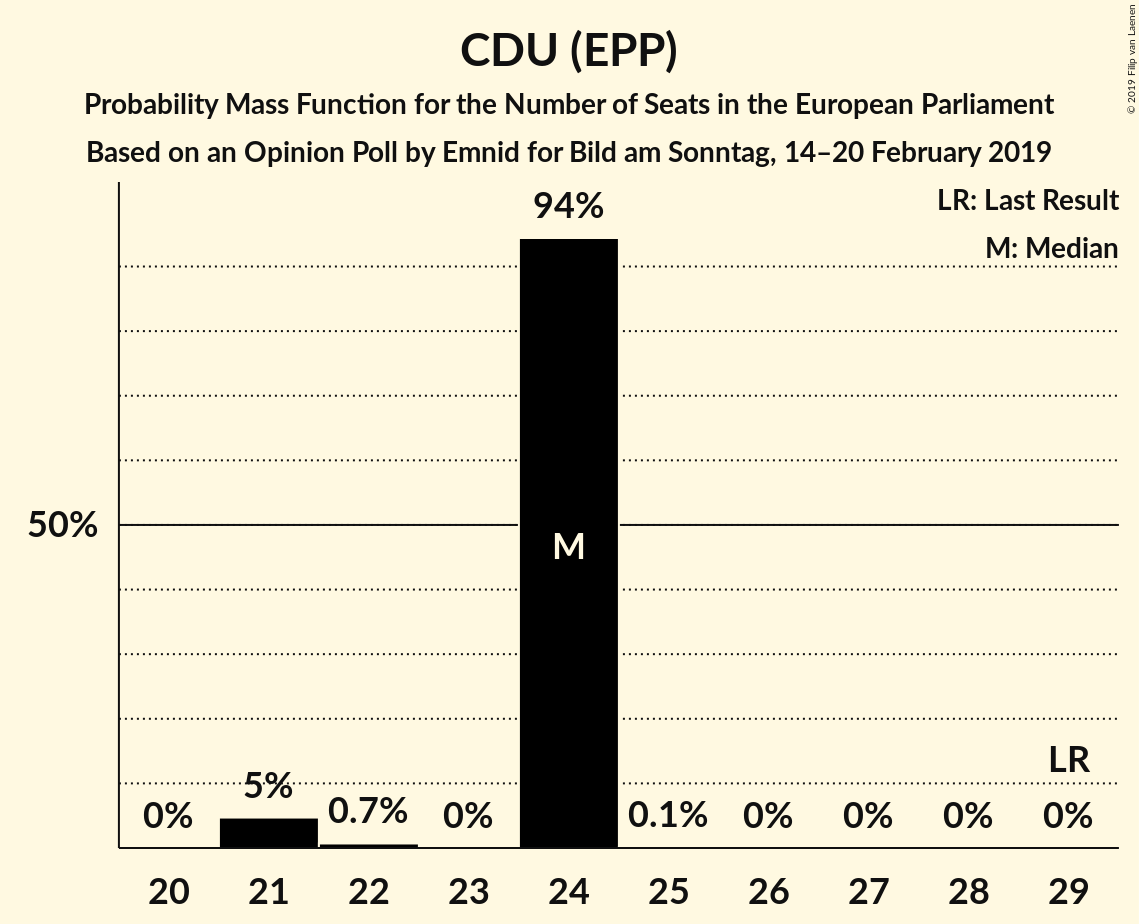 CDU (EPP)
Probability Mass Function for the Number of Seats in the European Parliament
Based on an Opinion Poll by Emnid for Bild am Sonntag, 14–20 February 2019
© 2019 Filip van Laenen
LR: Last Result
M: Median
94%
50%
M
LR
0% 5% 0.7% 0% 0.1% 0% 0% 0% 0%
20 21 22 23 24 25 26 27 28 29